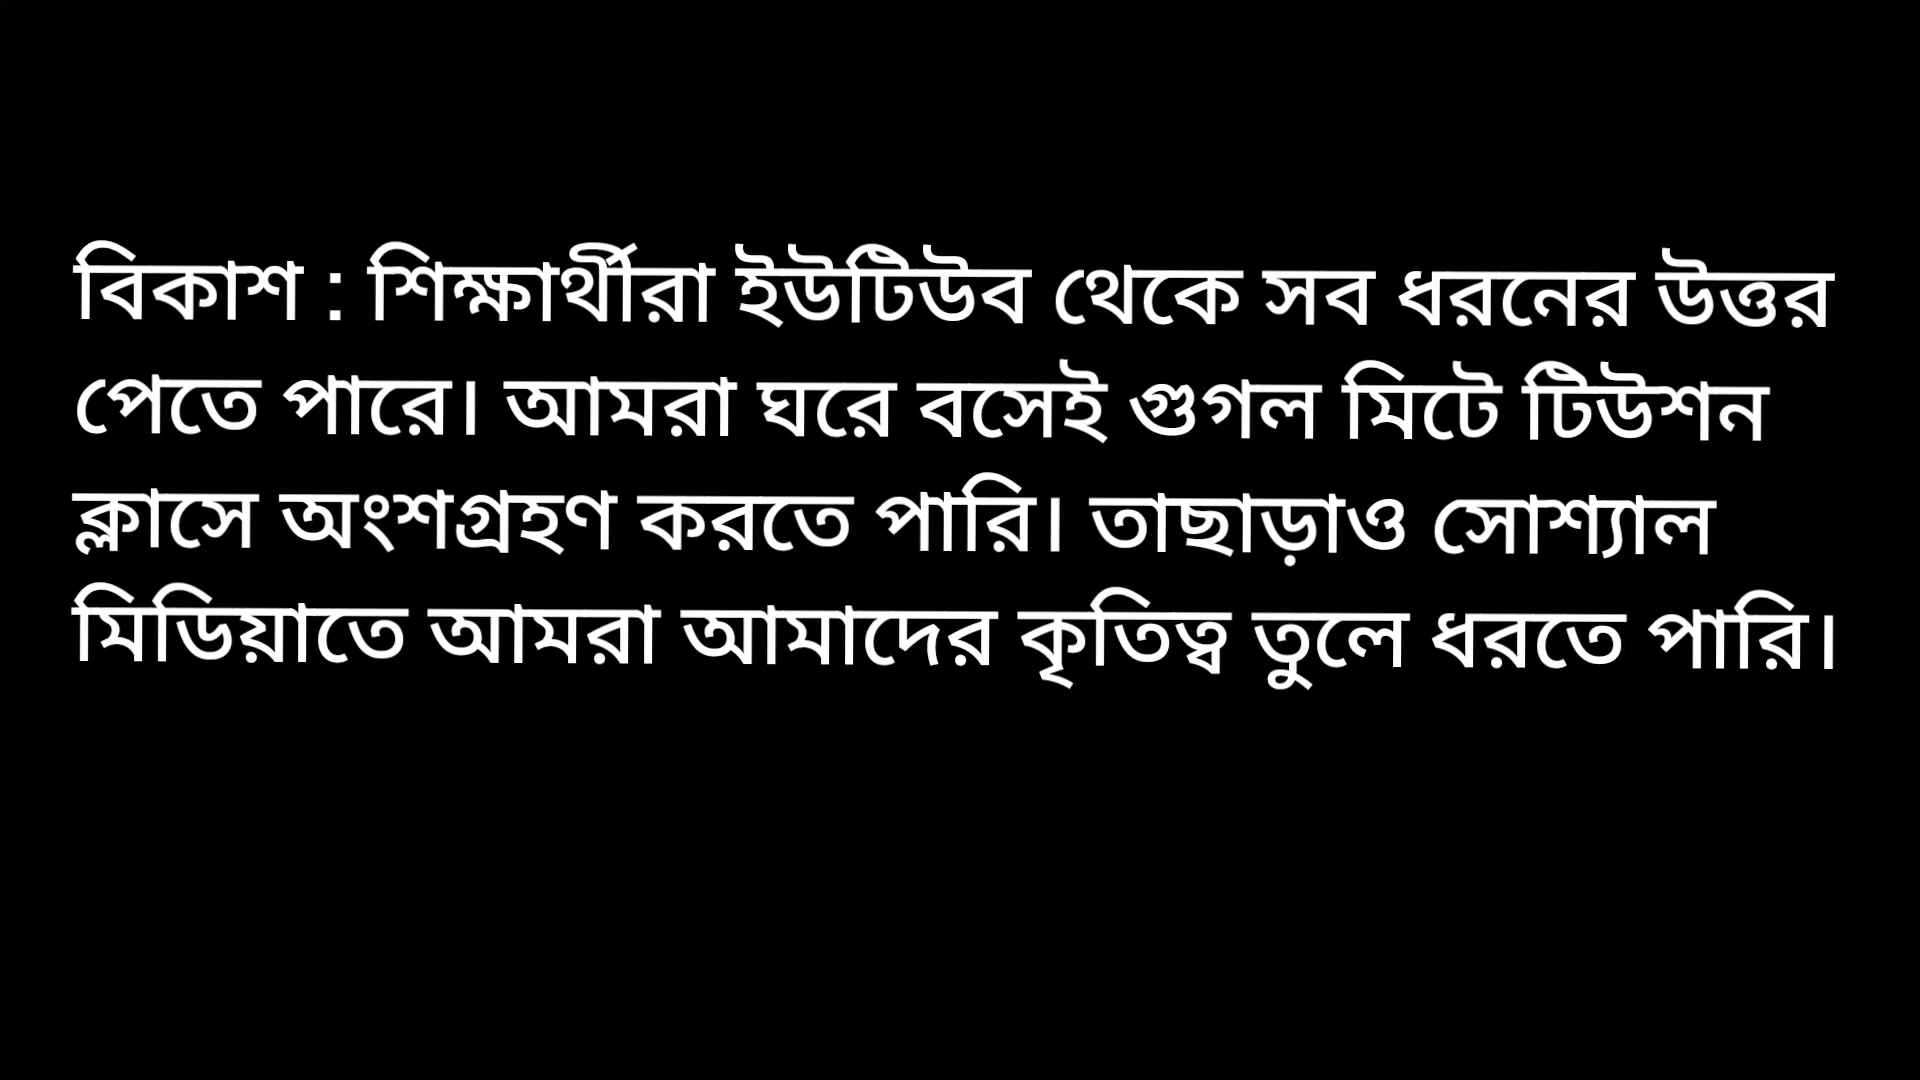 বিকাশ : শিক্ষার্থীরা ইউটিউব থেকে সব ধরনের উত্তর
পেতে পারে। আমরা ঘরে বসেই গুগল মিটে টিউশন
ক্লাসে অংশগ্রহণ করতে পারি। তাছাড়াও সোশ্যাল
মিডিয়াতে আমরা আমাদের কৃতিত্ব তুলে ধরতে পারি।